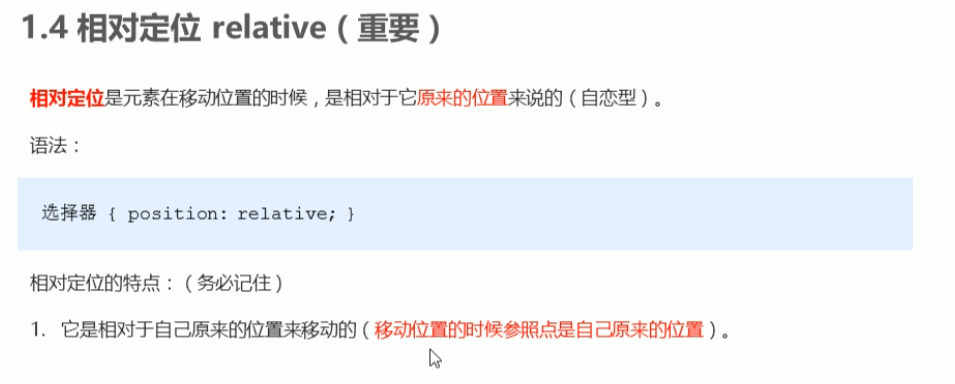 1.4 相对定位 relative（重要）
相对定位是元素在移动位置的时候，是相对于它原来的位置来说的（自恋型）。
语法：
选择器 { position: relative; }
相对定位的特点：（务必记住）
1. 它是相对于自己原来的位置来移动的（移动位置的时候参照点是自己原来的位置）。